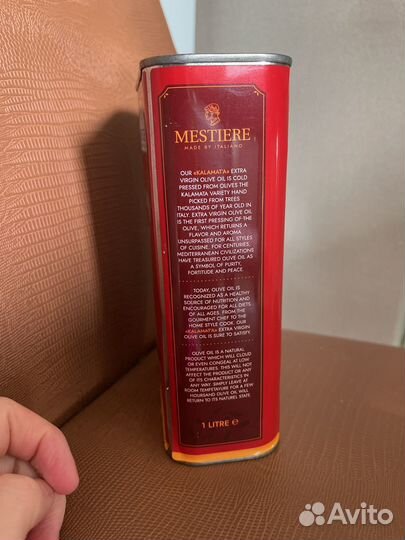 MESTIERE
MADE BY ITALIANO
OUR «KALAMATA» EXTRA
VIRGIN OLIVE OIL IS COLD
PRESSED FROM OLIVES THE
KALAMATA VARIETY HAND
PICKED FROM TREES
THOUSANDS OF YEAR OLD IN
ITALY. EXTRA VIRGIN OLIVE OIL
IS THE FIRST PRESSING OF THE
OLIVE, WHICH RETURNS A
FLAVOR AND AROMA
UNSURPASSED FOR ALL STYLES
OF CUISINE. FOR CENTURIES
MEDITERRANEAN CIVILIZATIONS
HAVE TREASURED OLIVE OIL AS
A SYMBOL OF PURITY,
FORTITUDE AND PEACE.
TODAY, OLIVE OIL IS
RECOGNIZED AS A HEALTHY
SOURCE OF NUTRITION AND
ENCOURAGED FOR ALL DIETS
OF ALL AGES. FROM THE
GOURMENT CHEF TO THE
HOME STYLE COOK, OUR
«KALAMATA» EXTRA VIRGIN
OLIVE OIL IS SURE TO SATISFY.
OLIVE OIL IS A NATURAL
PRODUCT WHICH WILL CLOUD
OR EVEN CONGEAL AT LOW
TEMPERATURES. THIS WILL NOT
AFFECT THE PRODUCT OR ANY
OF ITS CHARACTERISTICS IN
ANY WAY. SIMPLY LEAVE AT
ROOM TEMPETAYURE FOR A FEW
HOURSAND OLIVE OIL WILL
RETURN TO ITS NATUREL STATE.
1 LITRE ℮
Avito